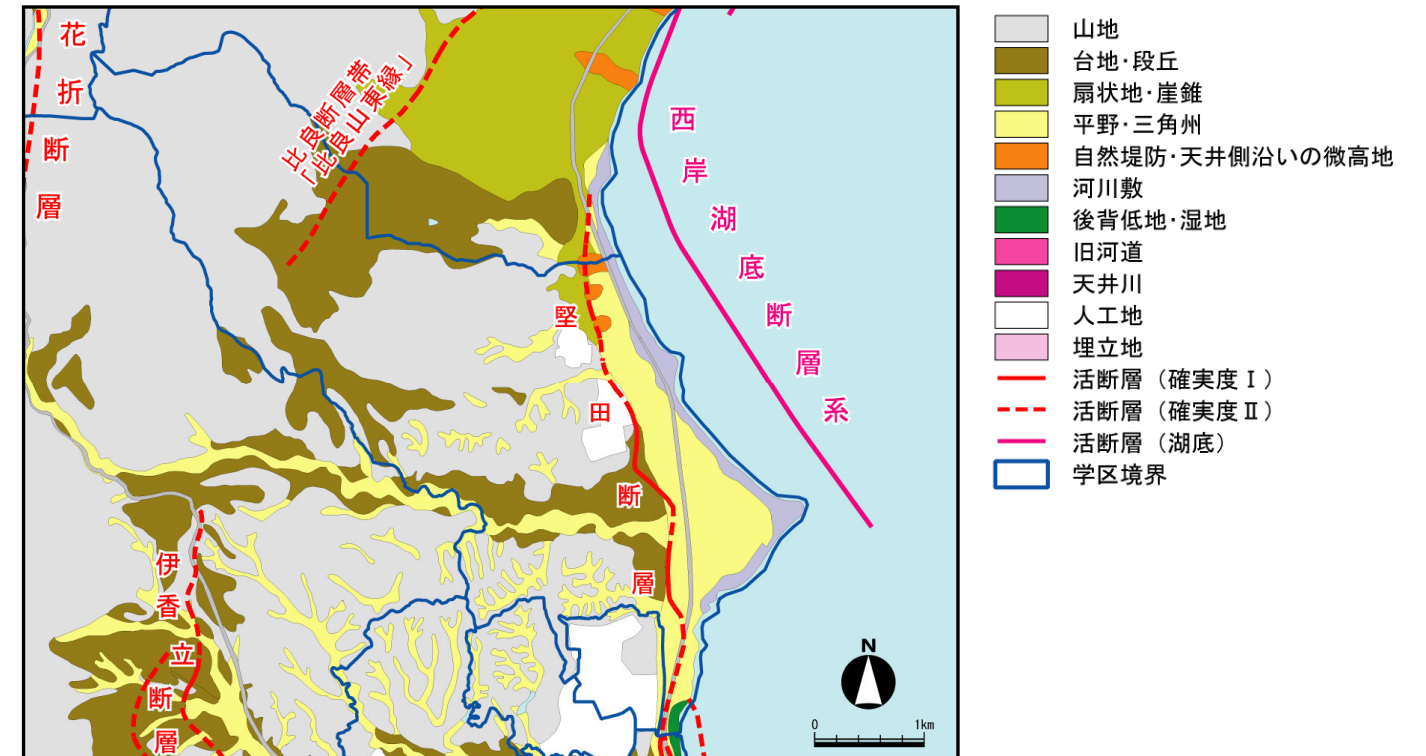 花折断層
比良断層帯
「比良山東縁」
西岸湖底断層系
堅田断層
伊香立断層
N
0 1km
山地
台地・段丘
扇状地・崖錐
平野・三角州
自然堤防・天井側沿いの微高地
河川敷
後背低地・湿地
旧河道
天井川
人工地
埋立地
活断層（確実度Ⅰ）
活断層（確実度Ⅱ）
活断層（湖底）
学区境界